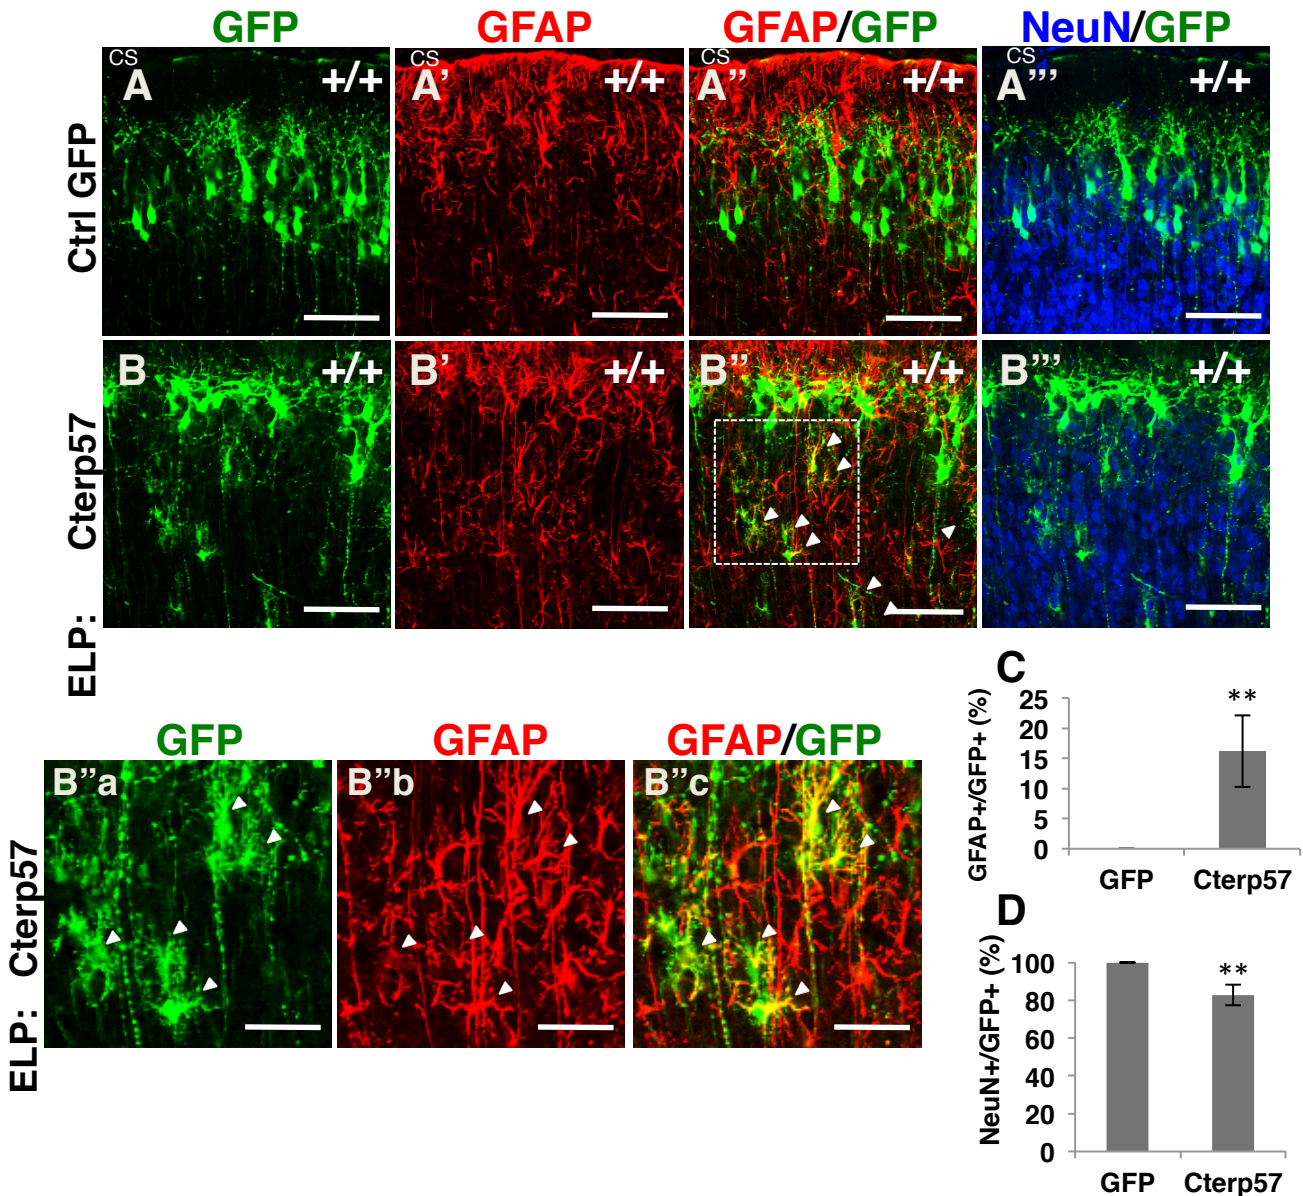 GFP GFAP GFAP/GFP NeuN/GFP
Ctrl GFP
CS A +/+
CS A’ +/+
CS A” +/+
CS A”’ +/+
ELP: Cterp57
B +/+
B’ +/+
B” +/+
B”’ +/+
GFP GFAP GFAP/GFP
ELP: Cterp57
B”a
B”b
B”c
C
GFAP+/GFP+ (%)
25
20
15
10
5
0
**
GFP Cterp57
D
NeuN+/GFP+ (%)
100
80
60
40
20
0
**
GFP Cterp57